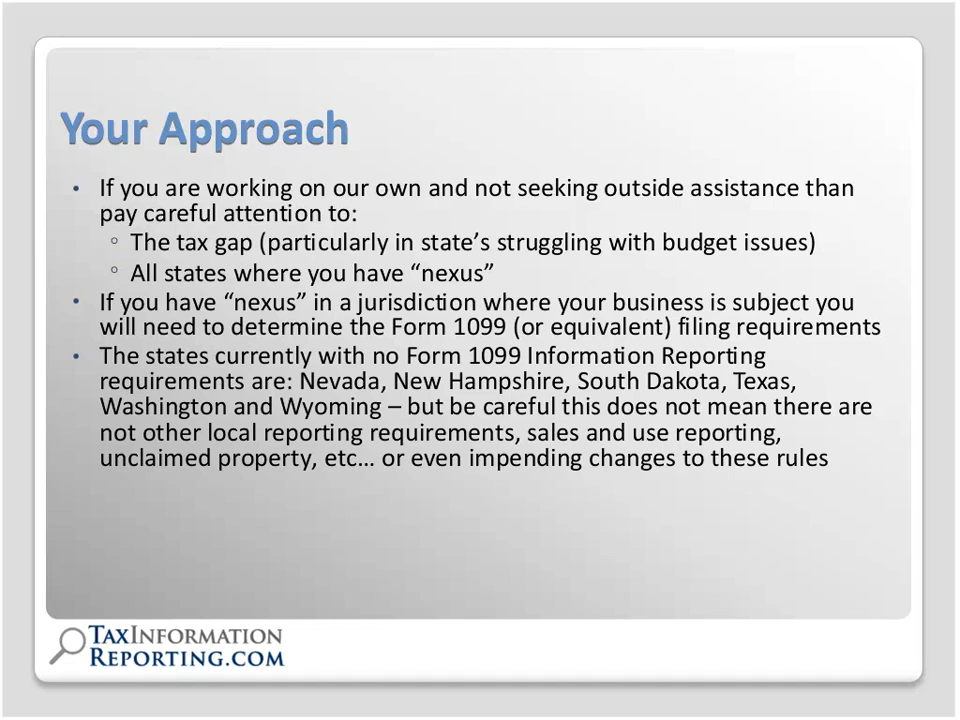 Your Approach
• If you are working on our own and not seeking outside assistance than
pay careful attention to:
◦ The tax gap (particularly in state’s struggling with budget issues)
◦ All states where you have “nexus”
• If you have “nexus” in a jurisdiction where your business is subject you
will need to determine the Form 1099 (or equivalent) filing requirements
• The states currently with no Form 1099 Information Reporting
requirements are: Nevada, New Hampshire, South Dakota, Texas,
Washington and Wyoming – but be careful this does not mean there are
not other local reporting requirements, sales and use reporting,
unclaimed property, etc… or even impending changes to these rules
TAXINFORMATION
REPORTING.COM